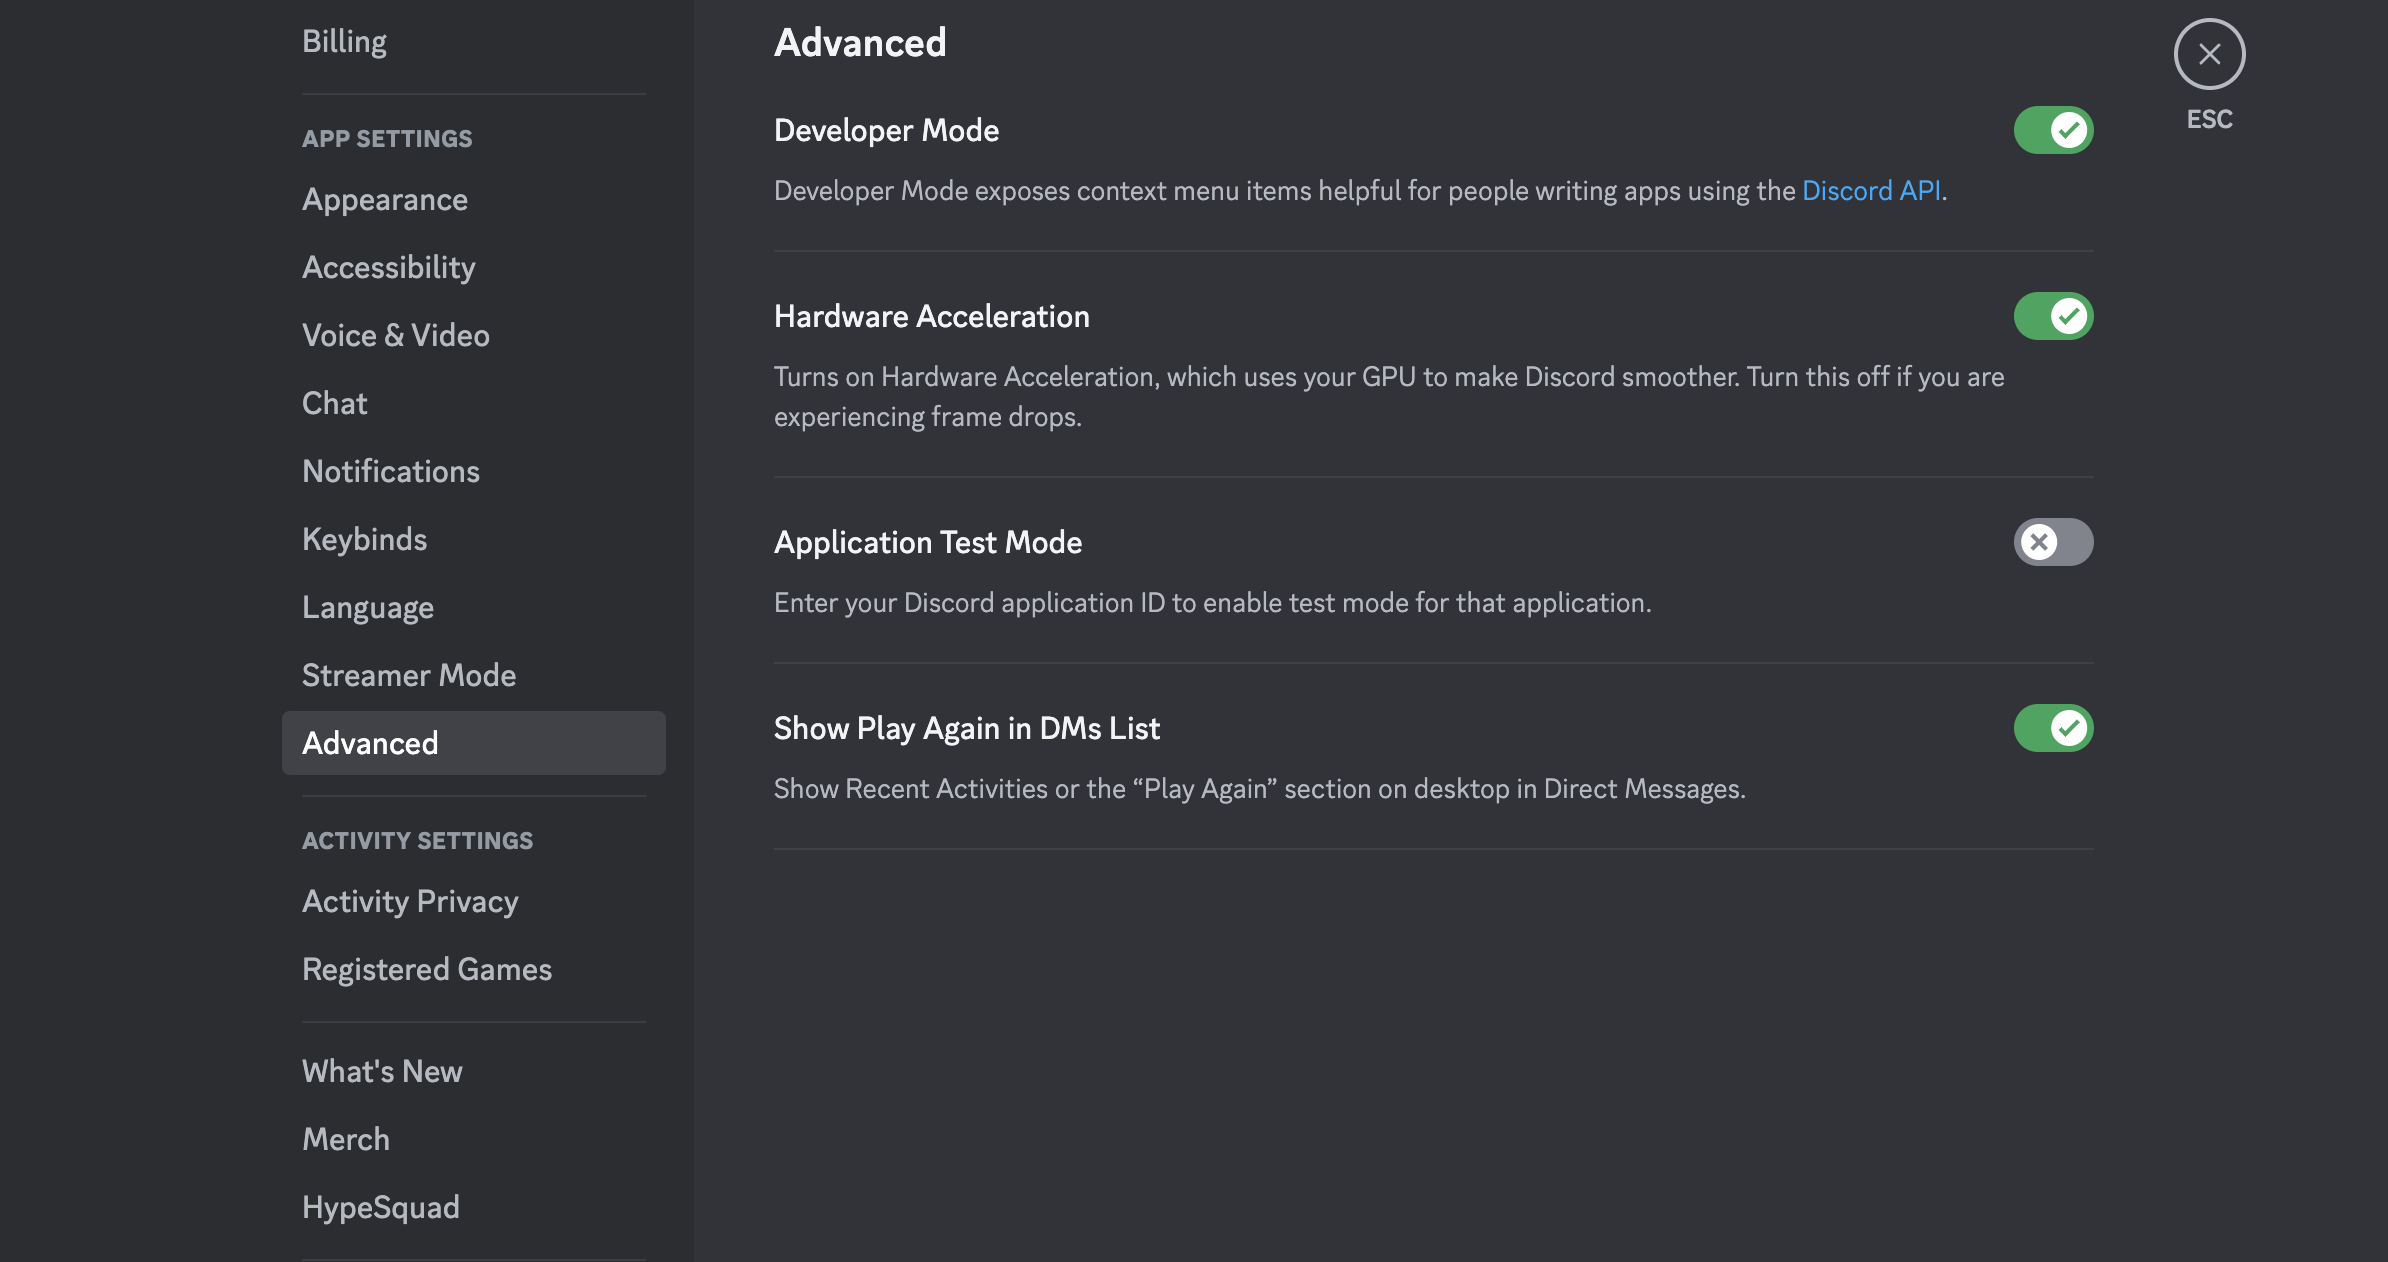 Billing
APP SETTINGS
Appearance
Accessibility
Voice & Video
Chat
Notifications
Keybinds
Language
Streamer Mode
Advanced
ACTIVITY SETTINGS
Activity Privacy
Registered Games
What's New
Merch
HypeSquad
Advanced
Developer Mode
Developer Mode exposes context menu items helpful for people writing apps using the Discord API.
Hardware Acceleration
Turns on Hardware Acceleration, which uses your GPU to make Discord smoother. Turn this off if you are
experiencing frame drops.
Application Test Mode
Enter your Discord application ID to enable test mode for that application.
Show Play Again in DMs List
Show Recent Activities or the “Play Again” section on desktop in Direct Messages.
ESC